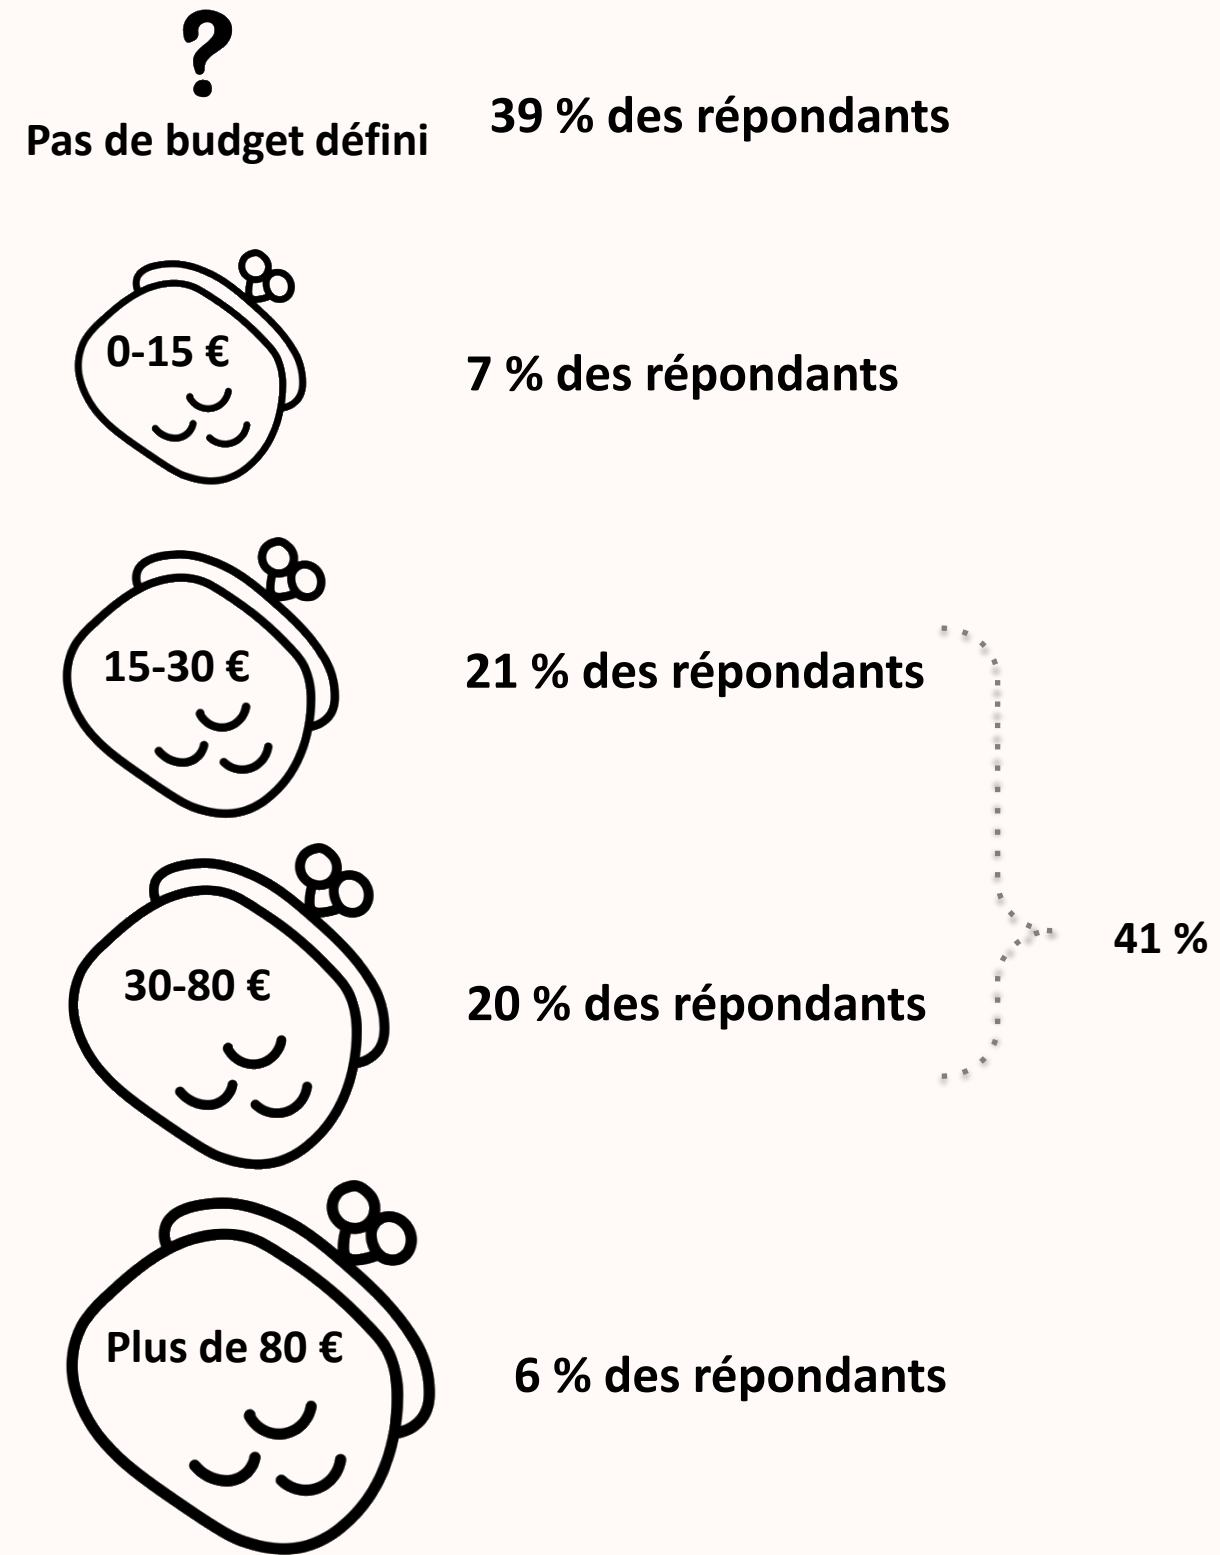 ?
Pas de budget défini
39 % des répondants
0-15 €
7 % des répondants
15-30 €
21 % des répondants
30-80 €
20 % des répondants
41 %
Plus de 80 €
6 % des répondants